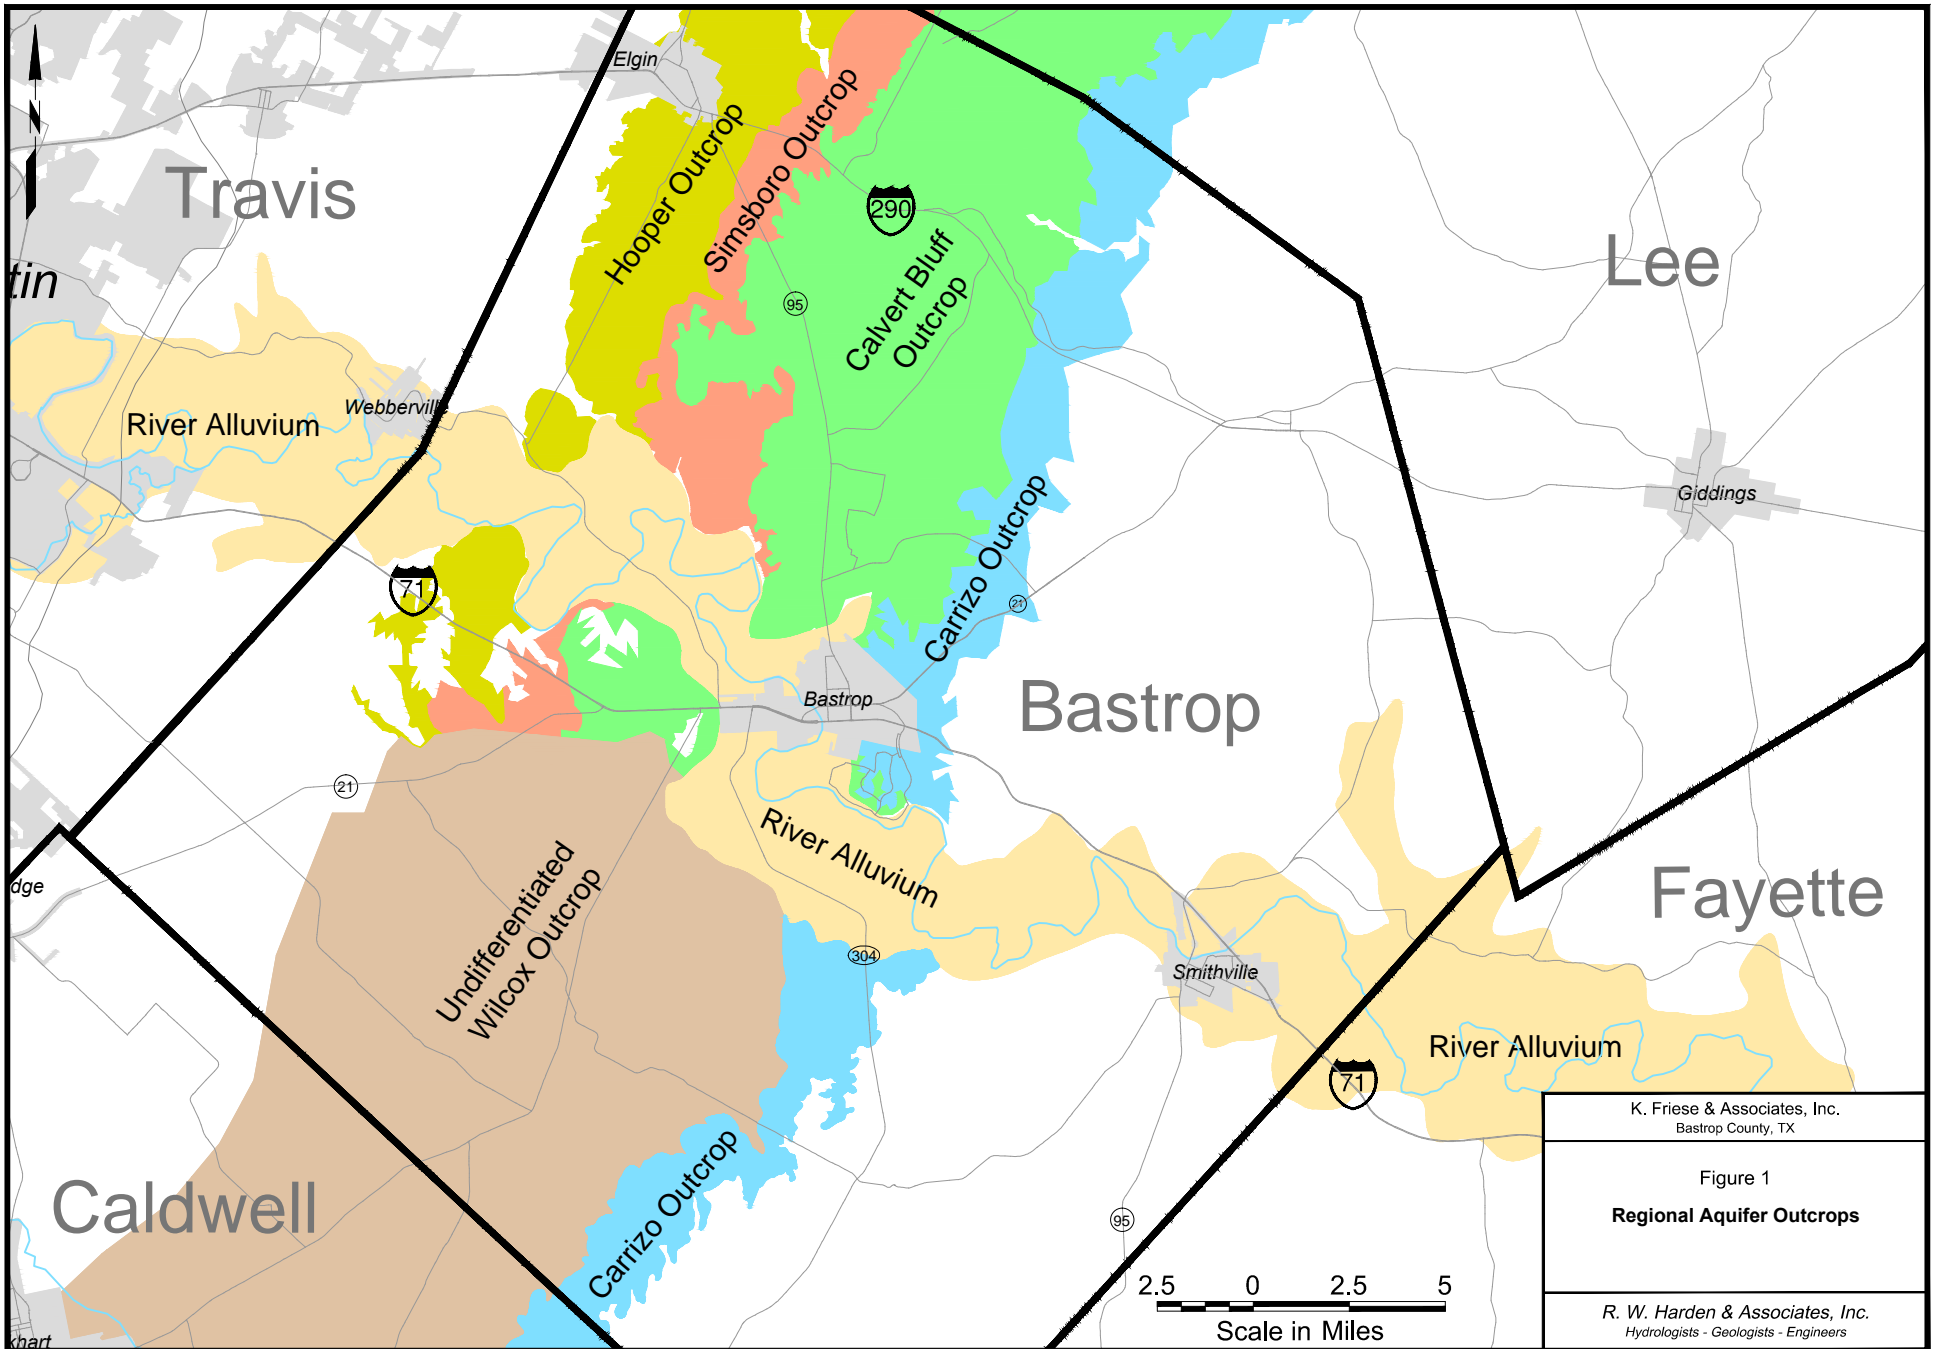 N
Elgin
Travis
Hooper Outcrop
Simsboro Outcrop
290
Calvert Bluff
Outcrop
95
Lee
tin
River Alluvium
Webberville
Giddings
71
Carrizo Outcrop
21
Bastrop
Bastrop
21
River Alluvium
Undifferentiated
Wilcox Outcrop
304
dge
Fayette
Smithville
River Alluvium
71
Caldwell
Carrizo Outcrop
95
khart
2.5 0 2.5 5
Scale in Miles
K. Friese & Associates, Inc.
Bastrop County, TX
Figure 1
Regional Aquifer Outcrops
R. W. Harden & Associates, Inc.
Hydrologists - Geologists - Engineers